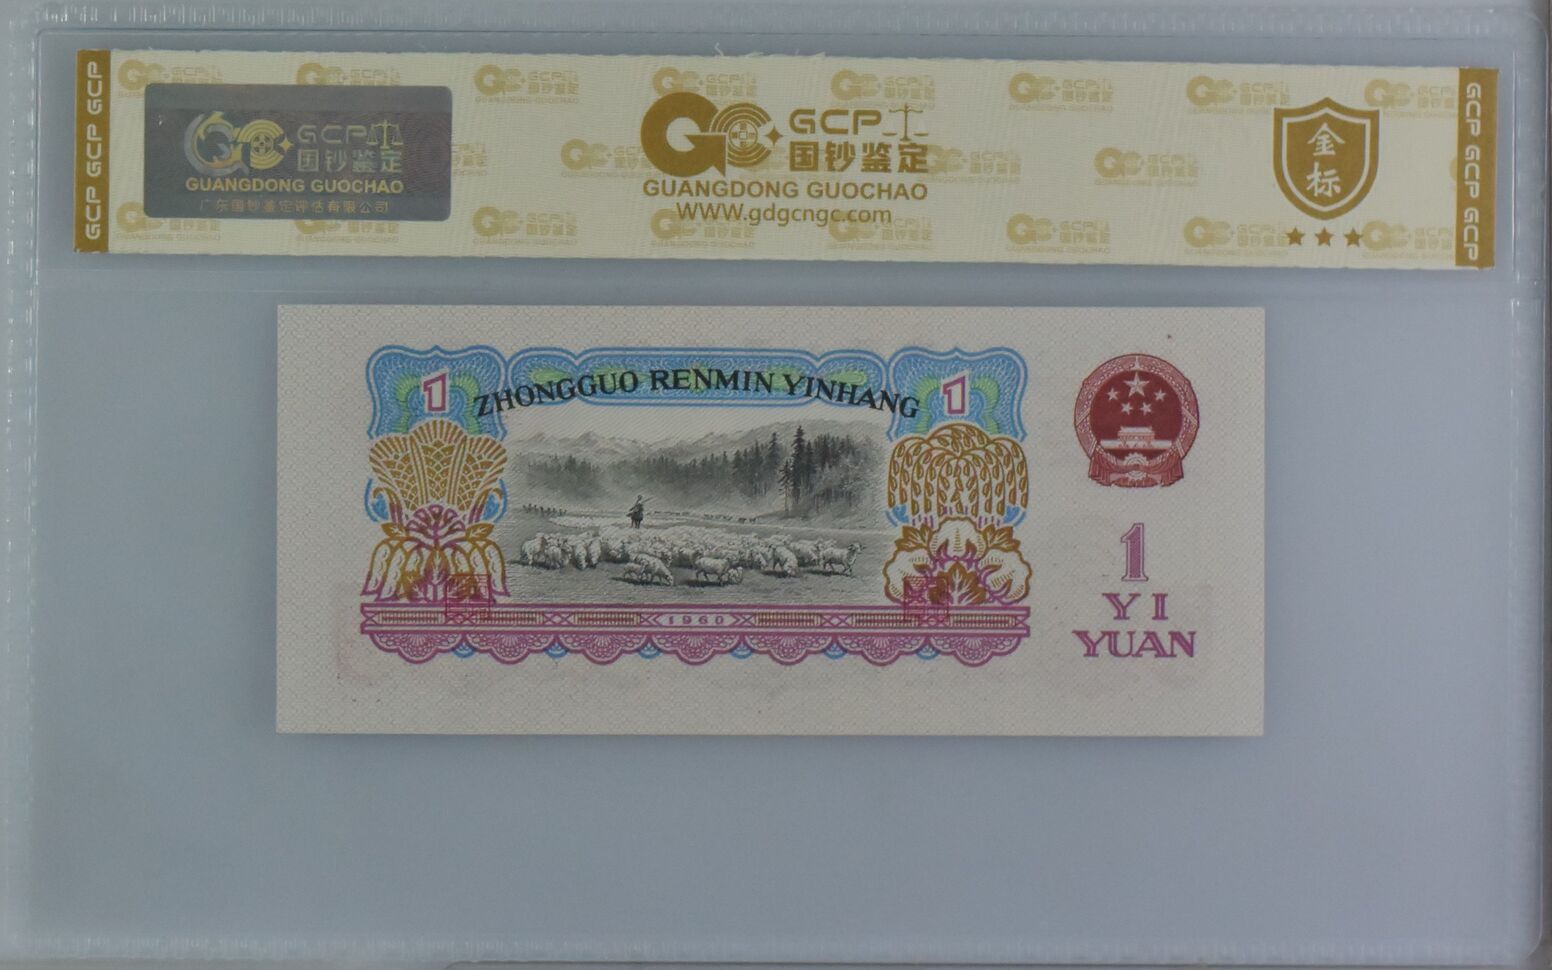 GCP GCP GCP
GCP
国钞鉴定
GUANGDONG GUOCHAO
广东国钞鉴定评估有限公司
GCP
国钞鉴定
GUANGDONG GUOCHAO
WWW.gdgcngc.com
金标
GCP GCP GCP
1
ZHONGGUO RENMIN YINHANG
1
1960
1
YI
YUAN